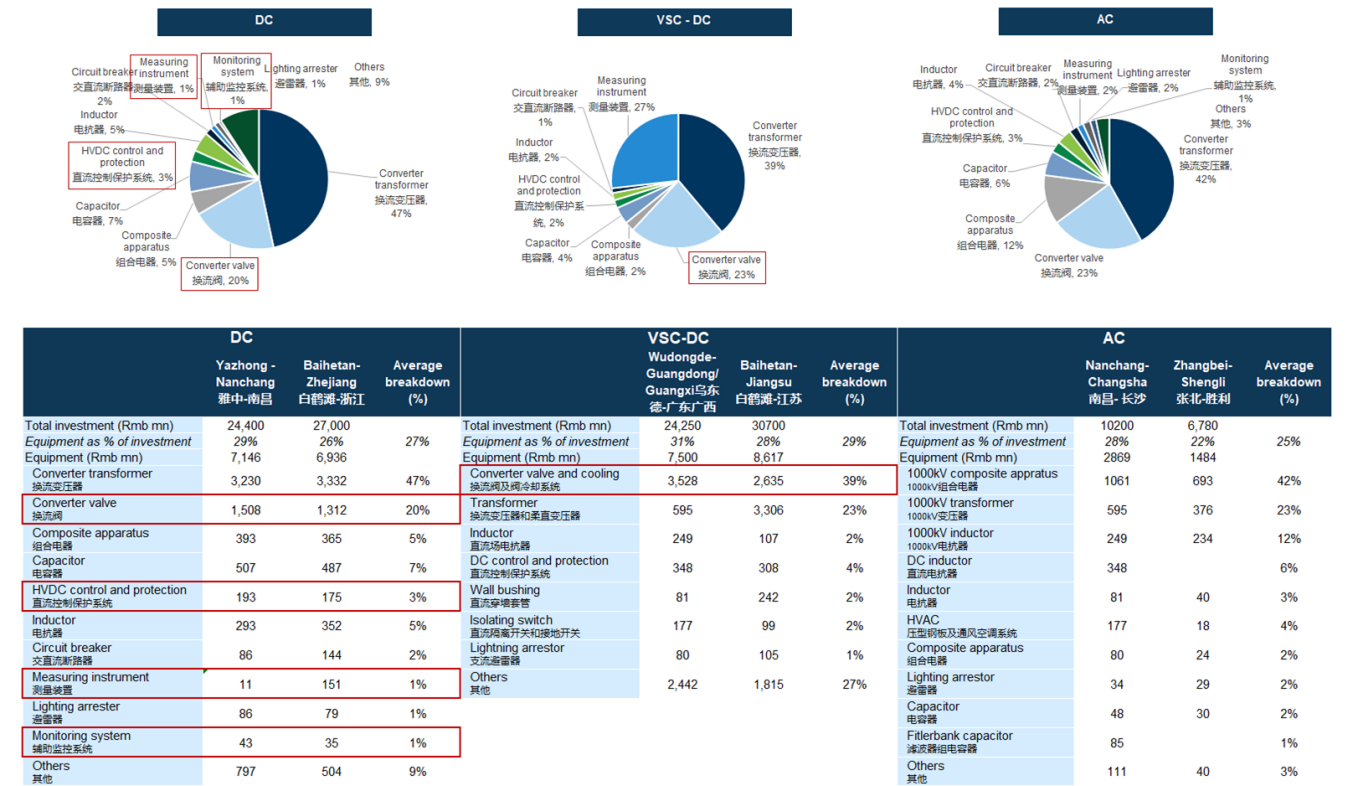 DC
Circuit breaker
交直流断路器
2%
Measuring
instrument
测量装置, 1%
Monitoring
system
辅助监控系统,
1%
Lighting arrester
避雷器, 1%
Others
其他, 9%
Inductor
电抗器, 5%
HVDC control and
protection
直流控制保护系统, 3%
Capacitor
电容器, 7%
Composite
apparatus
组合电器, 5%
Converter valve
换流阀, 20%
Converter
transformer
换流变压器,
47%
VSC - DC
Measuring
instrument
测量装置, 27%
Circuit breaker
交直流断路器,
1%
Inductor
电抗器, 2%
HVDC control
and protection
直流控制保护系
统, 2%
Capacitor
电容器, 4%
Composite
apparatus
组合电器, 2%
Converter valve
换流阀, 23%
Converter
transformer
换流变压器,
39%
AC
Inductor
电抗器, 4%
Circuit breaker
交直流断路器, 2%
Measuring
instrument
测量装置, 2%
Lighting arrester
避雷器, 2%
Monitoring
system
辅助监控系统,
1%
Others
其他, 3%
HVDC control and
protection
直流控制保护系统, 3%
Capacitor
电容器, 6%
Composite
apparatus
组合电器, 12%
Converter valve
换流阀, 23%
Converter
transformer
换流变压器,
42%
DC
Yazhong -
Nanchang
雅中-南昌
Baihetan-
Zhejiang
白鹤滩-浙江
Average
breakdown
(%)
Total investment (Rmb mn) 24,400 27,000
Equipment as % of investment 29% 26% 27%
Equipment (Rmb mn) 7,146 6,936
Converter transformer
换流变压器 3,230 3,332 47%
Converter valve
换流阀 1,508 1,312 20%
Composite apparatus
组合电器 393 365 5%
Capacitor
电容器 507 487 7%
HVDC control and protection
直流控制保护系统 193 175 3%
Inductor
电抗器 293 352 5%
Circuit breaker
交直流断路器 86 144 2%
Measuring instrument
测量装置 11 151 1%
Lighting arrester
避雷器 86 79 1%
Monitoring system
辅助监控系统 43 35 1%
Others
其他 797 504 9%
VSC-DC
Wudongde-
Guangdong/
Guangxi乌东
德-广东广西
Baihetan-
Jiangsu
白鹤滩-江苏
Average
breakdown
(%)
Total investment (Rmb mn) 24,250 30700
Equipment as % of investment 31% 28% 29%
Equipment (Rmb mn) 7,500 8,617
Converter valve and cooling
换流阀及阀冷却系统 3,528 2,635 39%
Transformer
换流变压器和柔直变压器 595 3,306 23%
Inductor
直流场电抗器 249 107 2%
DC control and protection
直流控制保护系统 348 308 4%
Wall bushing
直流穿墙套管 81 242 2%
Isolating switch
直流隔离开关和接地开关 177 99 2%
Lightning arrestor
支流避雷器 80 105 1%
Others
其他 2,442 1,815 27%
AC
Nanchang-
Changsha
南昌- 长沙
Zhangbei-
Shengli
张北-胜利
Average
breakdown
(%)
Total investment (Rmb mn) 10200 6,780
Equipment as % of investment 28% 22% 25%
Equipment (Rmb mn) 2869 1484
1000kV composite appratus
1000kV组合电器 1061 693 42%
1000kV transformer
1000kV变压器 595 376 23%
1000kV inductor
1000kV电抗器 249 234 12%
DC inductor
直流电抗器 348 6%
Inductor
电抗器 81 40 3%
HVAC
压型钢板及通风空调系统 177 18 4%
Composite apparatus
组合电器 80 24 2%
Lighting arrestor
避雷器 34 29 2%
Capacitor
电容器 48 30 2%
Fitlerbank capacitor
滤波器组电容器 85 1%
Others
其他 111 40 3%